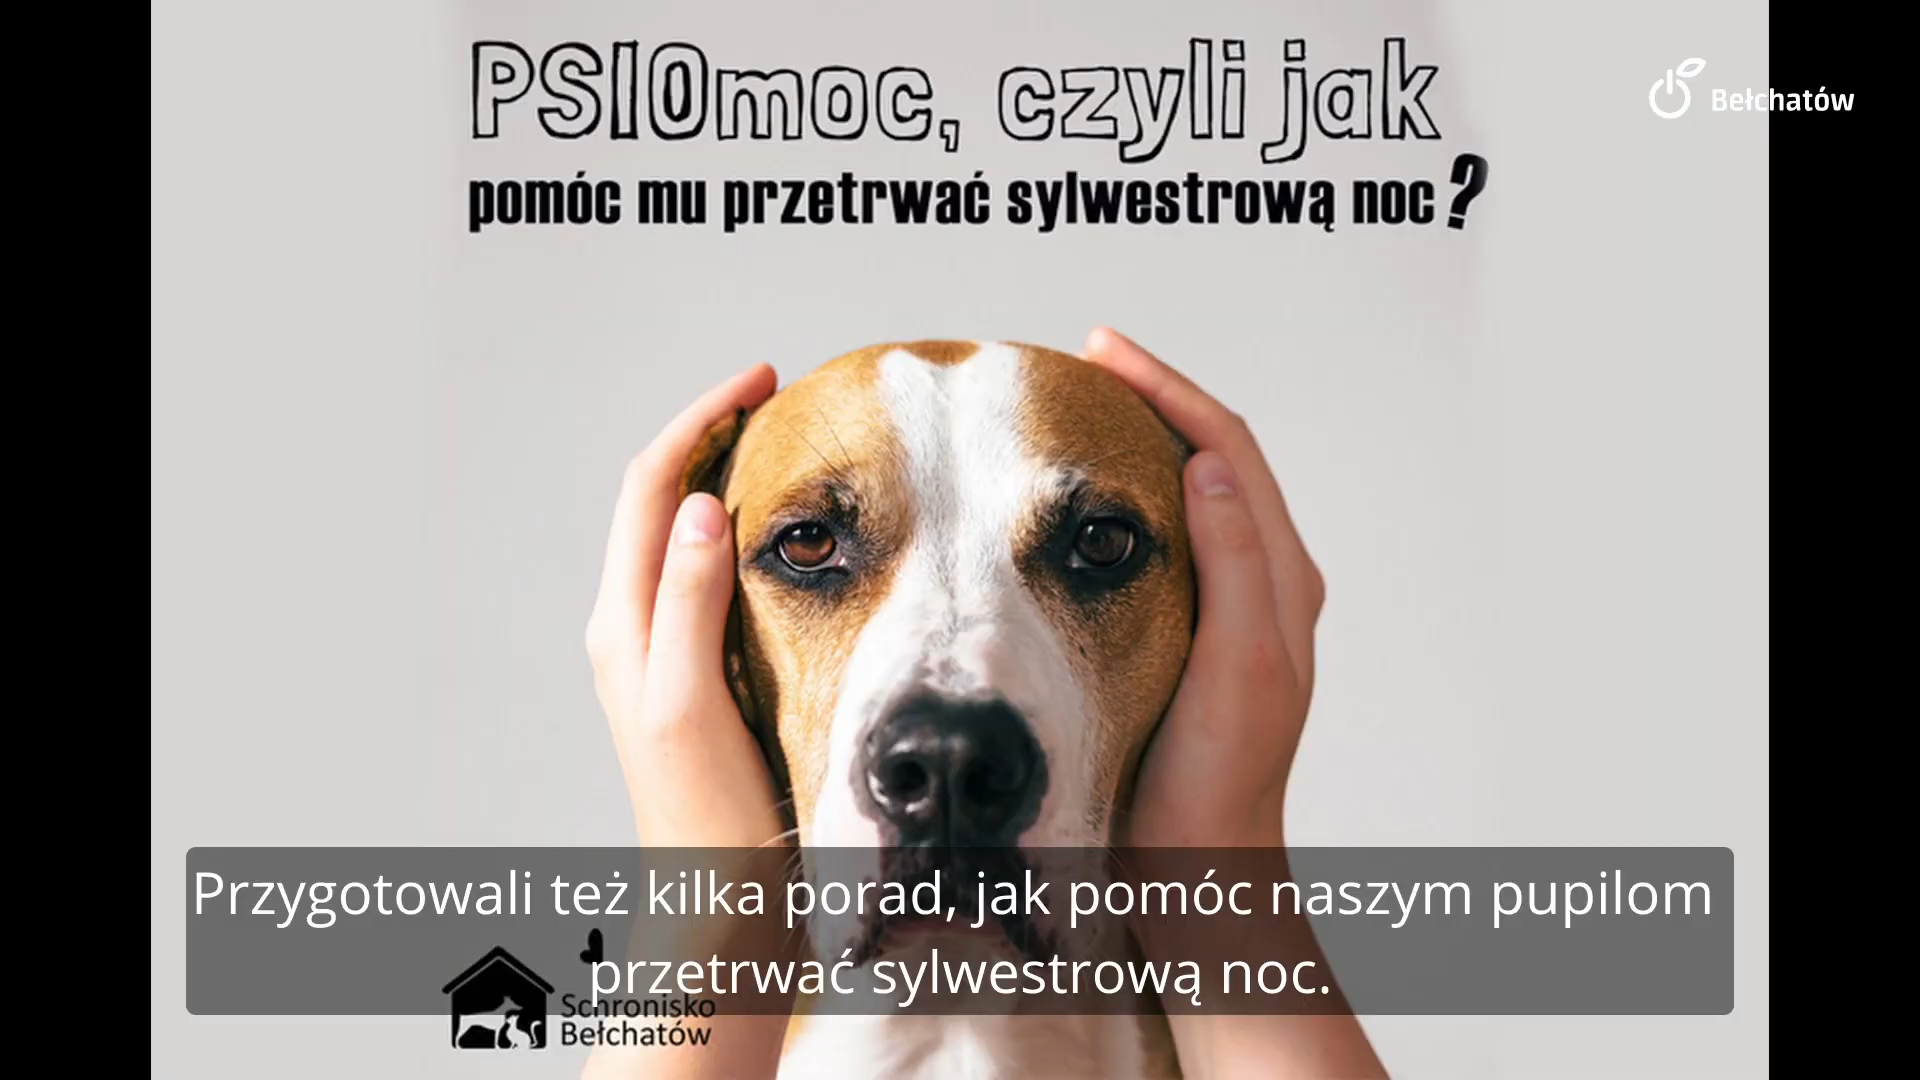 PSIOmoc, czyli jak
pomóc mu przetrwać sylwestrową noc?
Bełchatów
Przygotowali też kilka porad, jak pomóc naszym pupilom
przetrwać sylwestrową noc.
Schronisko
Bełchatów